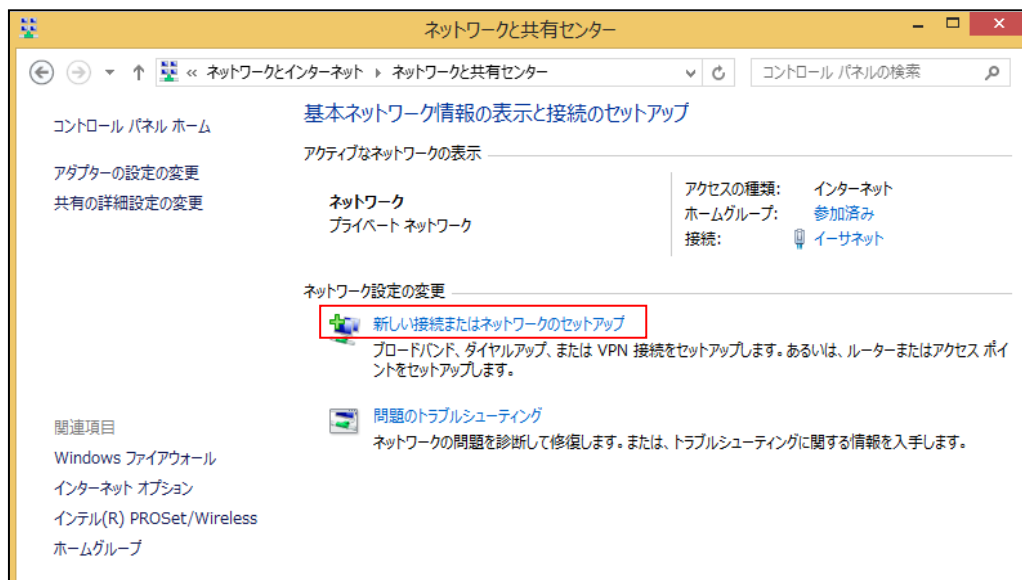 ネットワークと共有センター
« ネットワークとインターネット ▸ ネットワークと共有センター
コントロール パネルの検索
コントロール パネル ホーム
アダプターの設定の変更
共有の詳細設定の変更
基本ネットワーク情報の表示と接続のセットアップ
アクティブなネットワークの表示
ネットワーク
プライベート ネットワーク
アクセスの種類: インターネット
ホームグループ: 参加済み
接続: イーサネット
ネットワーク設定の変更
新しい接続またはネットワークのセットアップ
ブロードバンド、ダイヤルアップ、または VPN 接続をセットアップします。あるいは、ルーターまたはアクセス ポイ
ントをセットアップします。
問題のトラブルシューティング
ネットワークの問題を診断して修復します。または、トラブルシューティングに関する情報を入手します。
関連項目
Windows ファイアウォール
インターネット オプション
インテル(R) PROSet/Wireless
ホームグループ